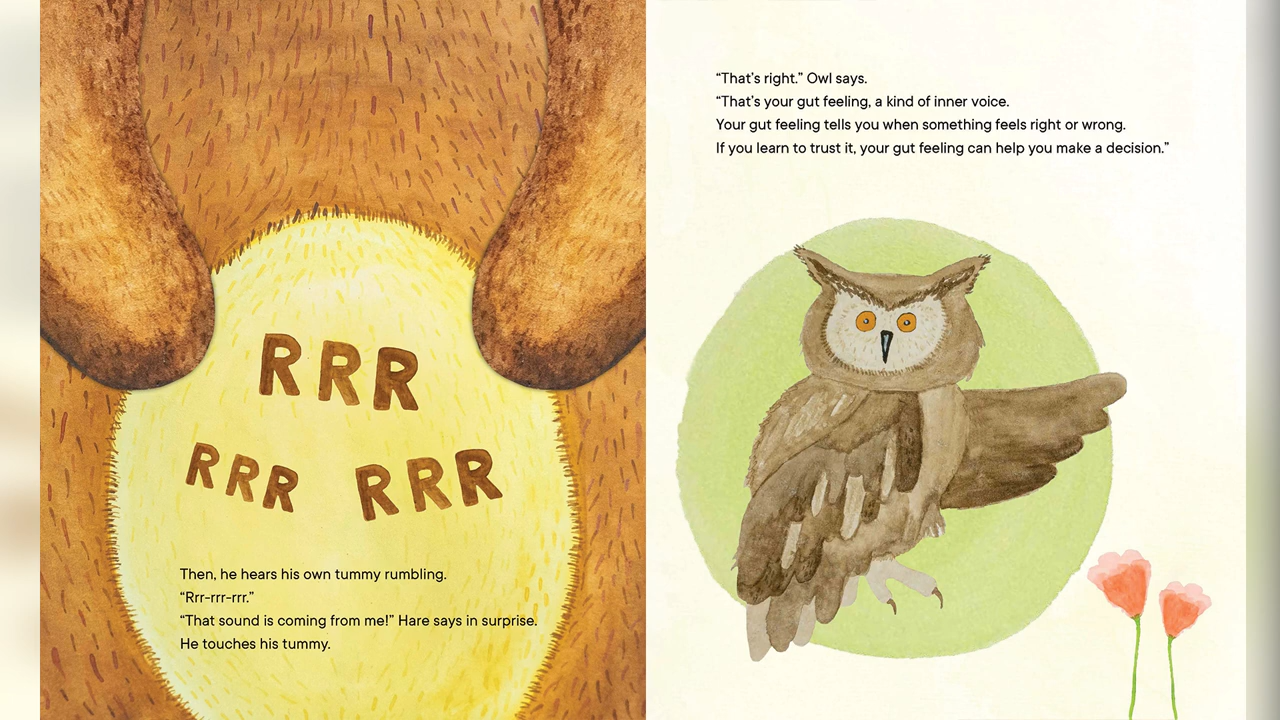 RRR
RRR RRR
Then, he hears his own tummy rumbling.
“Rrr-rrr-rrr.”
“That sound is coming from me!” Hare says in surprise.
He touches his tummy.
“That’s right.” Owl says.
“That’s your gut feeling, a kind of inner voice.
Your gut feeling tells you when something feels right or wrong.
If you learn to trust it, your gut feeling can help you make a decision.”